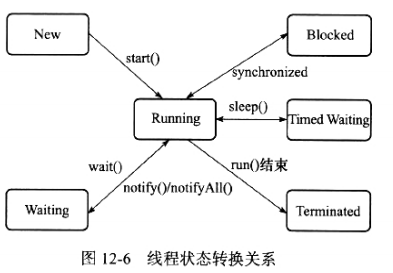 New
Blocked
start()
synchronized
Running
sleep()
Timed Waiting
wait()
run()结束
notify()/notifyAll()
Waiting
Terminated
图 12-6 线程状态转换关系